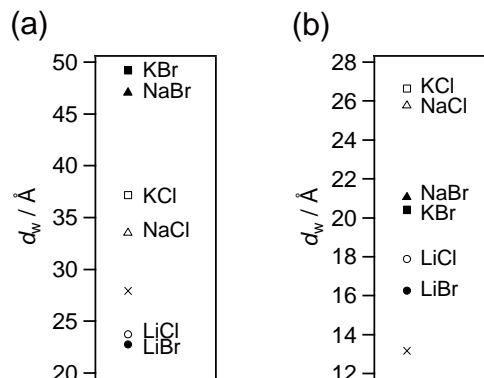 (a)
50
45
40
35
30
25
20
d_w / Å
KBr
NaBr
KCl
NaCl
LiCl
LiBr
(b)
28
26
24
22
20
18
16
14
12
d_w / Å
KCl
NaCl
NaBr
KBr
LiCl
LiBr